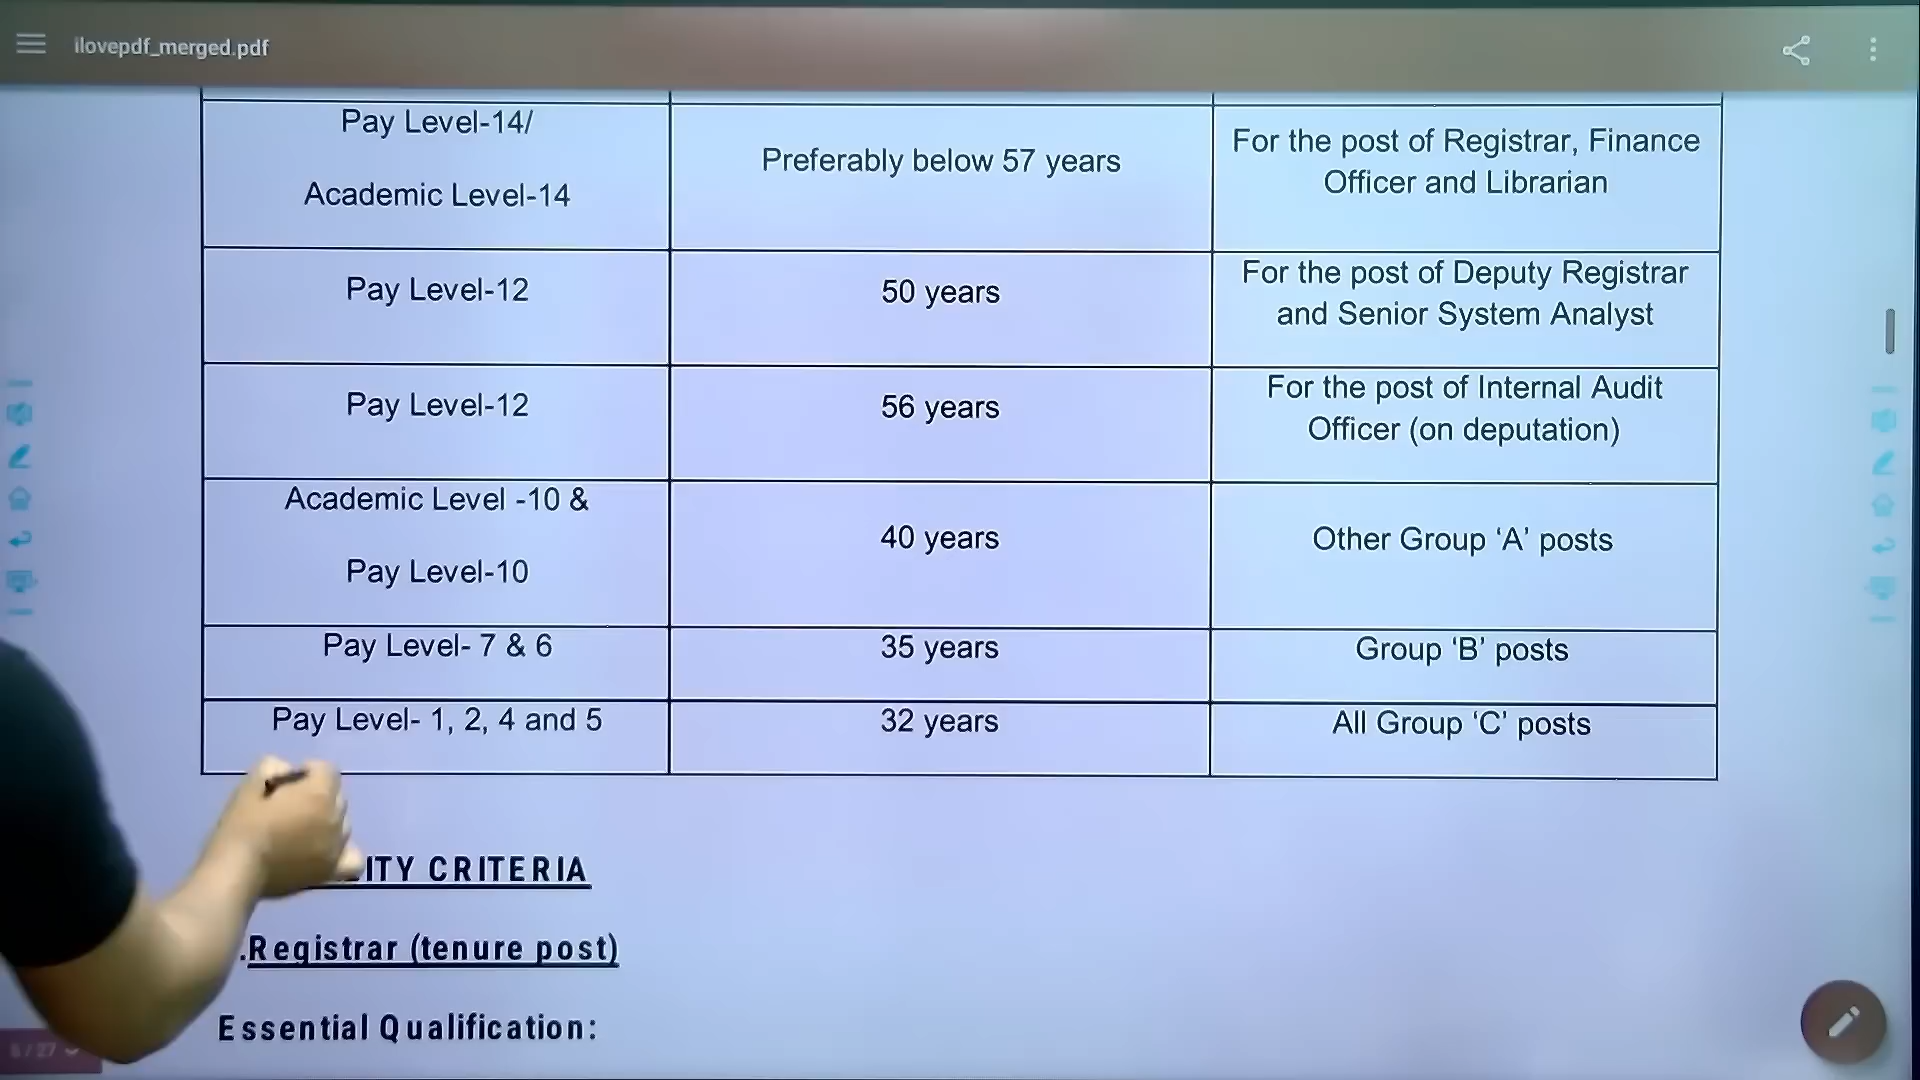 ilovepdf_merged.pdf
Pay Level-14/
Academic Level-14
Preferably below 57 years
For the post of Registrar, Finance
Officer and Librarian
Pay Level-12
50 years
For the post of Deputy Registrar
and Senior System Analyst
Pay Level-12
56 years
For the post of Internal Audit
Officer (on deputation)
Academic Level -10 &
Pay Level-10
40 years
Other Group ‘A’ posts
Pay Level- 7 & 6
35 years
Group ‘B’ posts
Pay Level- 1, 2, 4 and 5
32 years
All Group ‘C’ posts
CRITERIA
.Registrar (tenure post)
Essential Qualification:
/ 27